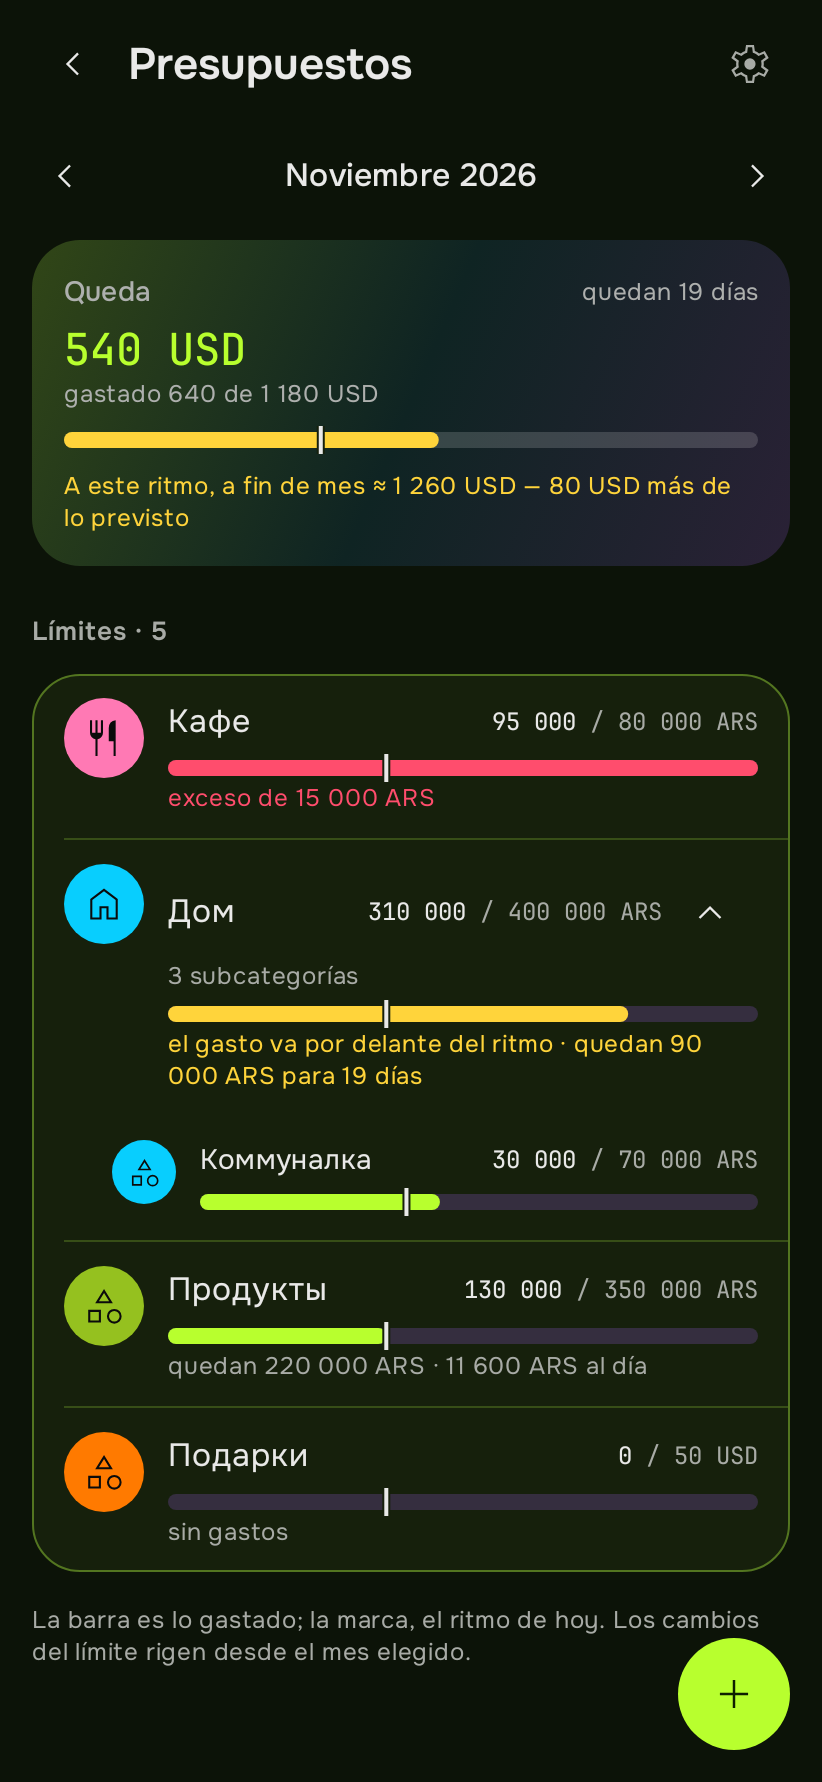 Presupuestos
Noviembre 2026
Queda
quedan 19 días
540 USD
gastado 640 de 1 180 USD
A este ritmo, a fin de mes ≈ 1 260 USD — 80 USD más de
lo previsto
Límites · 5
Кафе
95 000 / 80 000 ARS
exceso de 15 000 ARS
Дом
310 000 / 400 000 ARS
3 subcategorías
el gasto va por delante del ritmo · quedan 90
000 ARS para 19 días
Коммуналка
30 000 / 70 000 ARS
Продукты
130 000 / 350 000 ARS
quedan 220 000 ARS · 11 600 ARS al día
Подарки
0 / 50 USD
sin gastos
La barra es lo gastado; la marca, el ritmo de hoy. Los cambios
del límite rigen desde el mes elegido.